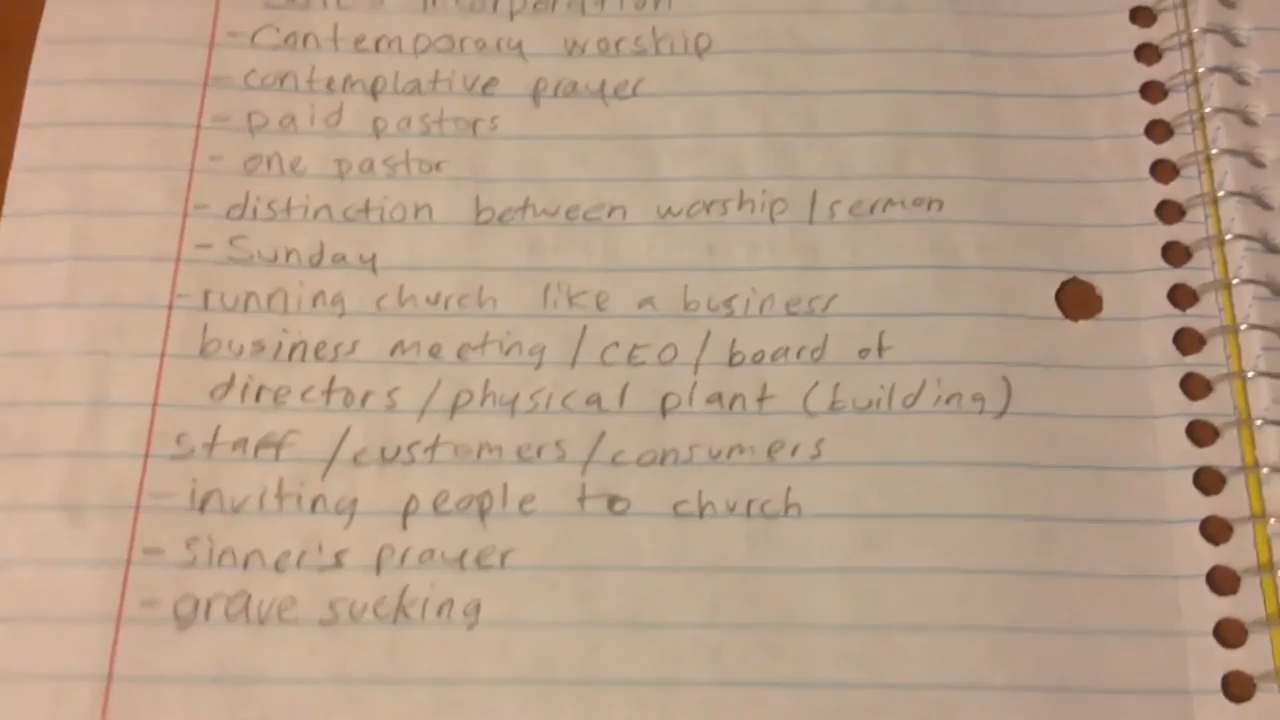 incorporation
- Contemporary worship
- contemplative prayer
- paid pastors
- one pastor
- distinction between worship / sermon
- Sunday
- running church like a business
business meeting / CEO / board of
directors / physical plant (building)
staff / customers / consumers
- inviting people to church
- sinner's prayer
- grave sucking